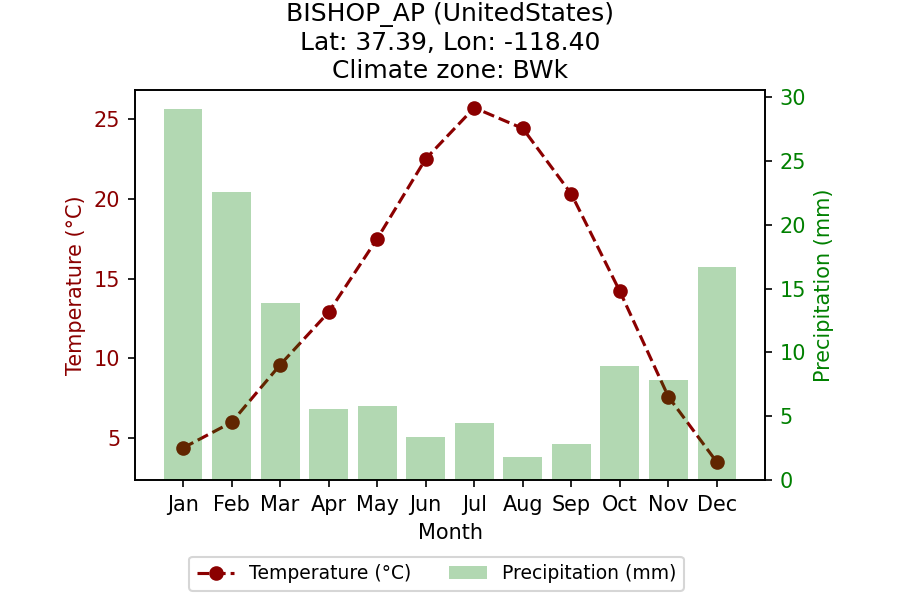 BISHOP_AP (UnitedStates)
Lat: 37.39, Lon: -118.40
Climate zone: BWk
Temperature (°C)
25
20
15
10
5
30
25
20
15
10
5
0
Precipitation (mm)
Jan Feb Mar Apr May Jun Jul Aug Sep Oct Nov Dec
Month
Temperature (°C) Precipitation (mm)